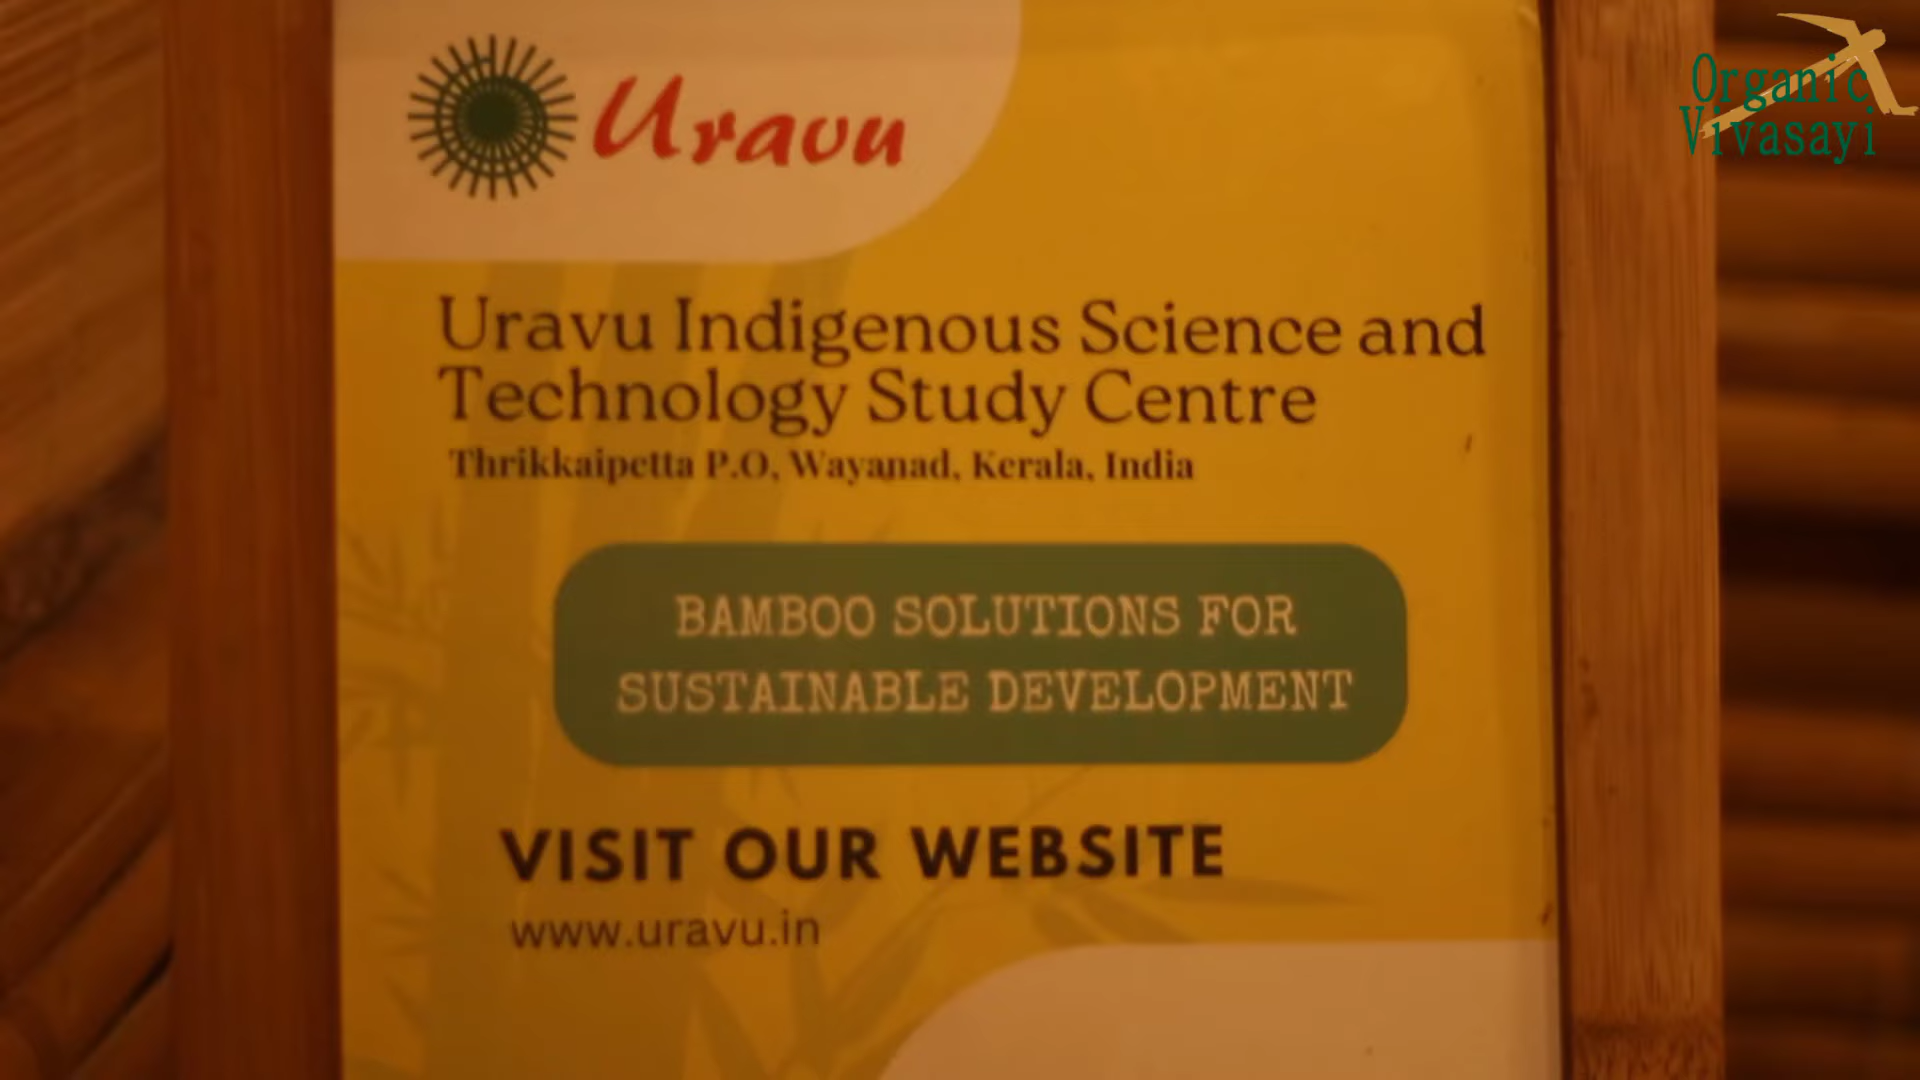 Uravu
Organic
Vivasayi
Uravu Indigenous Science and
Technology Study Centre
Thrikkaipetta P.O, Wayanad, Kerala, India
BAMBOO SOLUTIONS FOR
SUSTAINABLE DEVELOPMENT
VISIT OUR WEBSITE
www.uravu.in